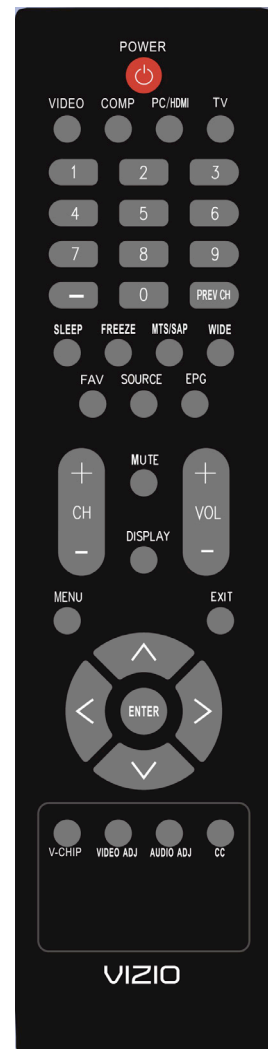 POWER
VIDEO COMP PC/HDMI TV
1 2 3
4 5 6
7 8 9
– 0 PREV CH
SLEEP FREEZE MTS/SAP WIDE
FAV SOURCE EPG
+ MUTE +
CH VOL
– DISPLAY –
MENU EXIT
ENTER
V-CHIP VIDEO ADJ AUDIO ADJ CC
VIZIO